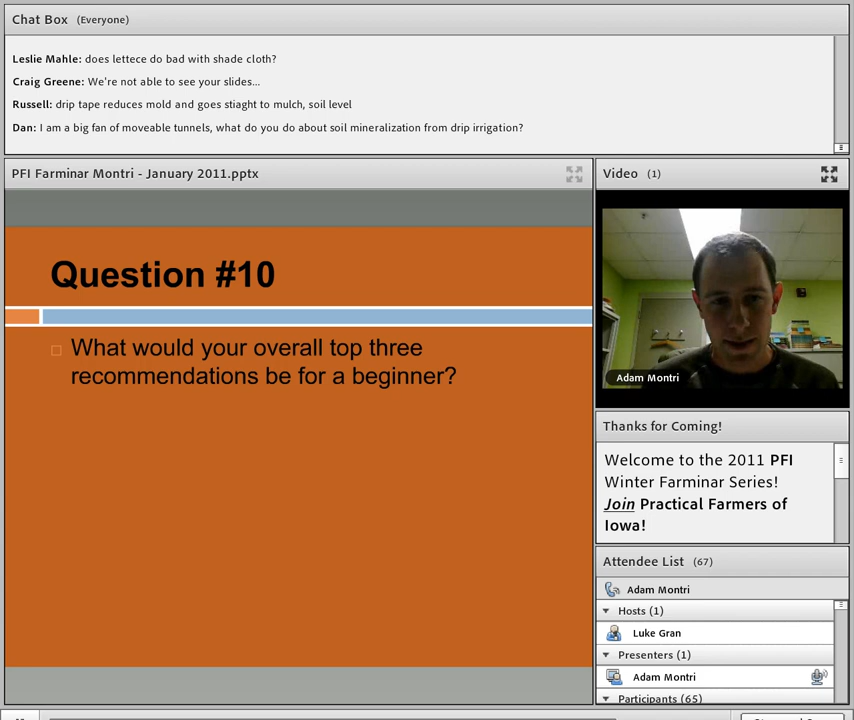 Chat Box (Everyone)
Leslie Mahle: does lettece do bad with shade cloth?
Craig Greene: We're not able to see your slides...
Russell: drip tape reduces mold and goes stiaght to mulch, soil level
Dan: I am a big fan of moveable tunnels, what do you do about soil mineralization from drip irrigation?
PFI Farminar Montri - January 2011.pptx
Question #10
What would your overall top three
recommendations be for a beginner?
Video (1)
Adam Montri
Thanks for Coming!
Welcome to the 2011 PFI
Winter Farminar Series!
Join Practical Farmers of
Iowa!
Attendee List (67)
Adam Montri
Hosts (1)
Luke Gran
Presenters (1)
Adam Montri
Participants (65)